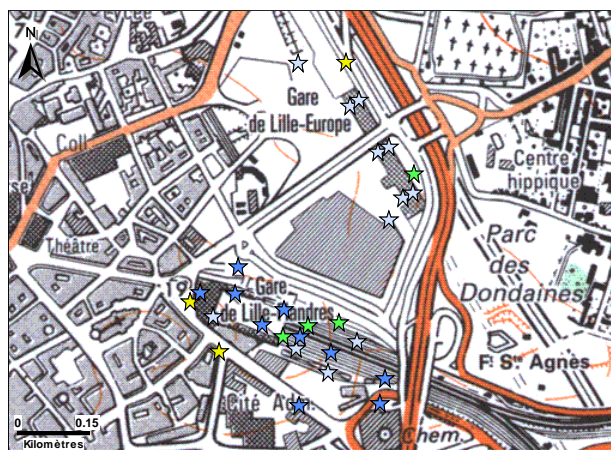 N
Gare
de Lille-Europe
Coll.
Centre
hippique
Théâtre
Parc
des
Dondaines
Gare
de Lille-Flandres
Fg St Agnès
Cité Adm.
Chem.
0 0.15
Kilomètres